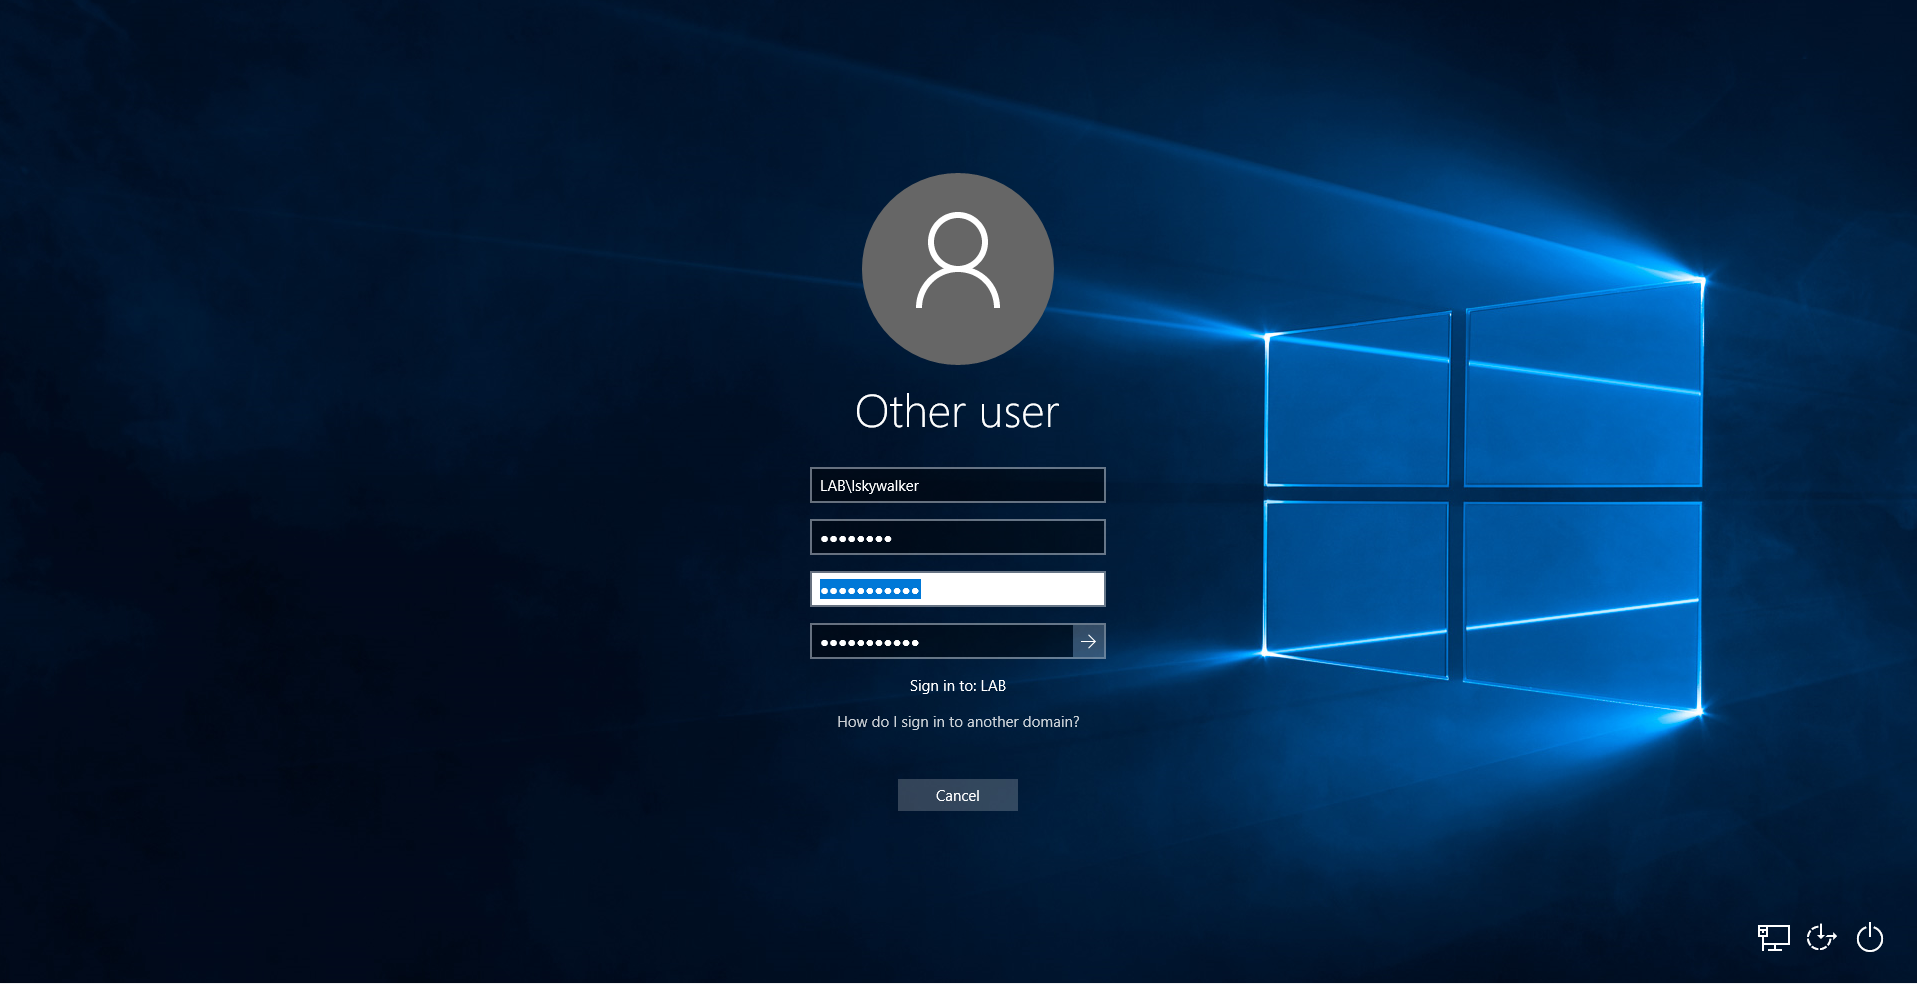 Other user
LAB\lskywalker
●●●●●●●●
●●●●●●●●●●●
●●●●●●●●●●●
Sign in to: LAB
How do I sign in to another domain?
Cancel